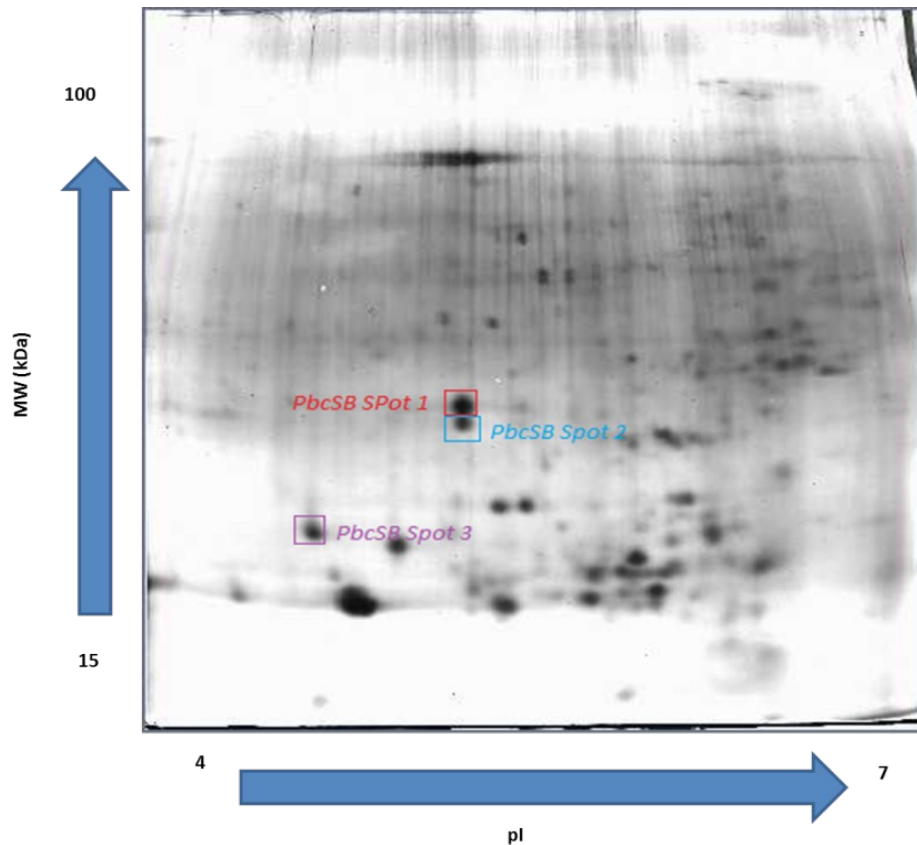 100
MW (kDa)
PbcSB SPot 1
PbcSB Spot 2
PbcSB Spot 3
15
4
7
pI